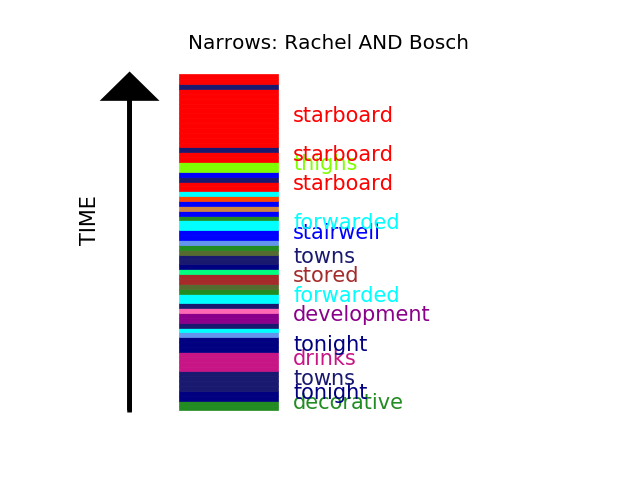 Narrows: Rachel AND Bosch
TIME
starboard
starboard
thighs
starboard
forwarded
stairwell
towns
stored
forwarded
development
tonight
drinks
towns
tonight
decorative